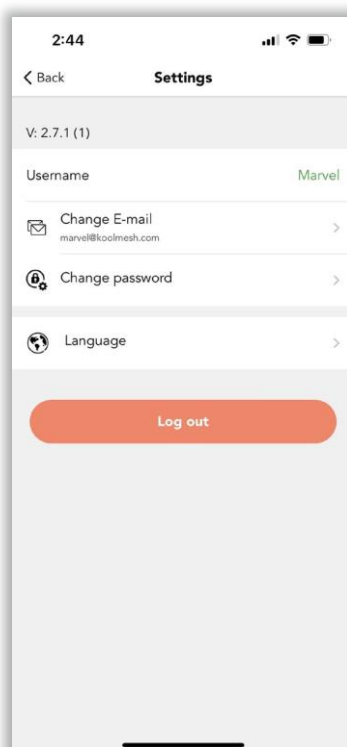 2:44
Back
Settings
V: 2.7.1 (1)
Username
Marvel
Change E-mail
marvel@koolmesh.com
Change password
Language
Log out